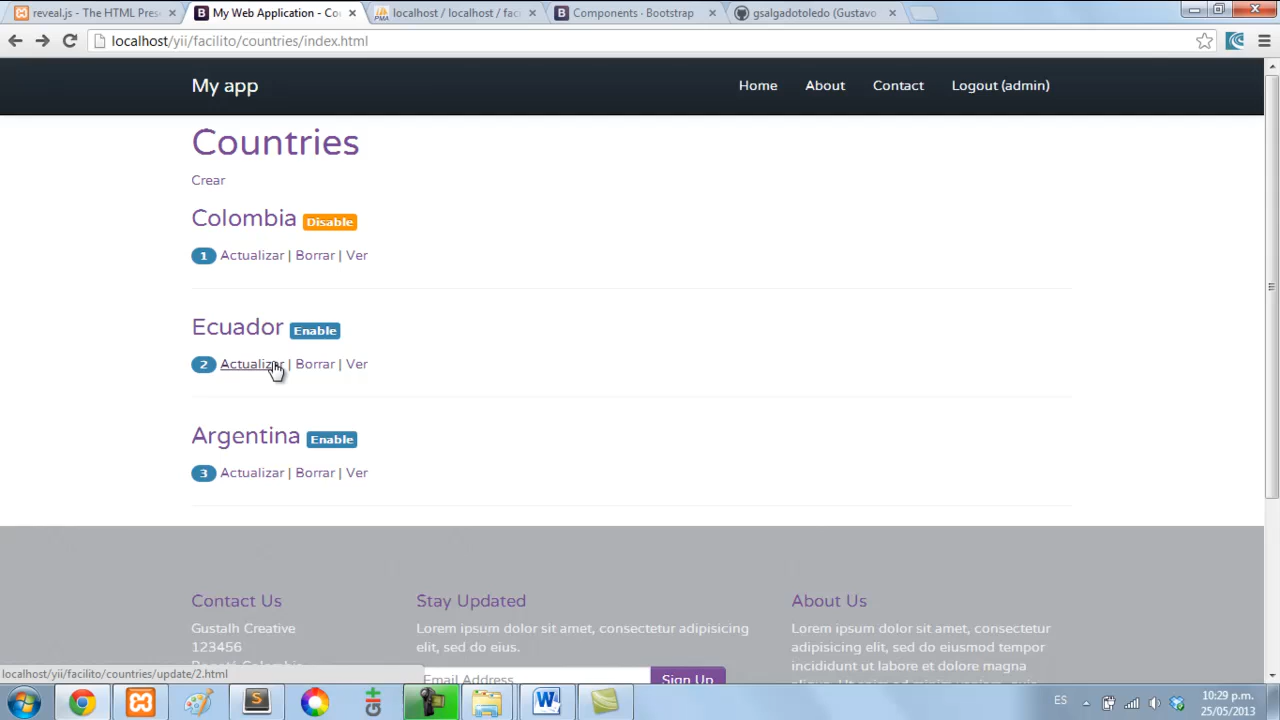 reveal.js - The HTML Pres
My Web Application - Co
localhost / localhost / faci
Components · Bootstrap
gsalgadotoledo (Gustavo
localhost/yii/facilito/countries/index.html
My app
Home
About
Contact
Logout (admin)
Countries
Crear
Colombia Disable
1 Actualizar | Borrar | Ver
Ecuador Enable
2 Actualizar | Borrar | Ver
Argentina Enable
3 Actualizar | Borrar | Ver
Contact Us
Gustalh Creative
123456
Stay Updated
Lorem ipsum dolor sit amet, consectetur adipisicing
elit, sed do eius.
Email Address
Sign Up
About Us
Lorem ipsum dolor sit amet, consectetur
adipisicing elit, sed do eiusmod tempor
incididunt ut labore et dolore magna
localhost/yii/facilito/countries/update/2.html
ES
10:29 p.m.
25/05/2013